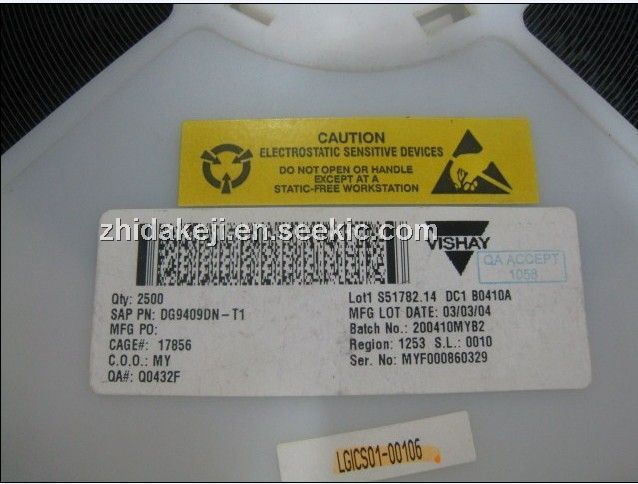 CAUTION
ELECTROSTATIC SENSITIVE DEVICES
DO NOT OPEN OR HANDLE
EXCEPT AT A
STATIC-FREE WORKSTATION
zhidakeji.en.seekic.com
VISHAY
QA ACCEPT
1058
Qty: 2500
SAP PN: DG9409DN-T1
MFG PO:
CAGE#: 17856
C.O.O.: MY
QA#: Q0432F
Lot1 S51782.14 DC1 B0410A
MFG LOT DATE: 03/03/04
Batch No.: 200410MYB2
Region: 1253 S.L.: 0010
Ser. No.: MYF000860329
LGICS01-00106